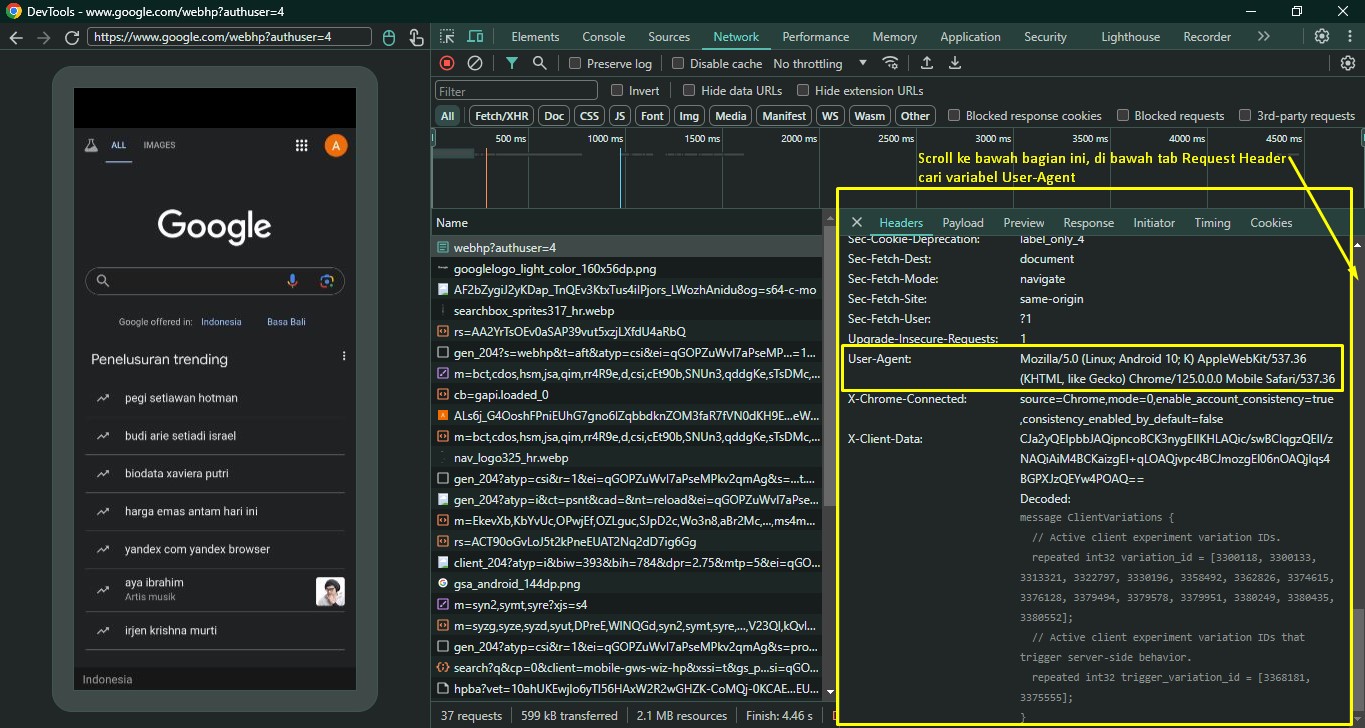 DevTools - www.google.com/webhp?authuser=4
https://www.google.com/webhp?authuser=4
Elements Console Sources Network Performance Memory Application Security Lighthouse Recorder
Preserve log Disable cache No throttling
Filter Invert Hide data URLs Hide extension URLs
All Fetch/XHR Doc CSS JS Font Img Media Manifest WS Wasm Other Blocked response cookies Blocked requests 3rd-party requests
500 ms 1000 ms 1500 ms 2000 ms 2500 ms 3000 ms 3500 ms 4000 ms 4500 ms
Scroll ke bawah bagian ini, di bawah tab Request Header
cari variabel User-Agent
ALL IMAGES A
Google
Google offered in: Indonesia Basa Bali
Penelusuran trending
pegi setiawan hotman
budi arie setiadi israel
biodata xaviera putri
harga emas antam hari ini
yandex com yandex browser
aya ibrahim
Artis musik
irjen krishna murti
Indonesia
Name
webhp?authuser=4
googlelogo_light_color_160x56dp.png
AF2bZygiJ2yKDap_TnQEv3KtxTus4ilPjors_LWozhAnidu8og=s64-c-mo
searchbox_sprites317_hr.webp
rs=AA2YrTsOEv0aSAP39vut5xzjLXfdU4aRbQ
gen_204?s=webhp&t=aft&atyp=csi&ei=qGOPZuWvI7aPseMP...=1...
m=bct,cdos,hsm,jsa,qim,rr4R9e,d,csi,cEt90b,SNUn3,qddgKe,sTsDMc,...
cb=gapi.loaded_0
ALs6j_G4OoshFPniEUhG7gno6lZqbbdknZOM3faR7fVN0dKH9E...eW...
m=bct,cdos,hsm,jsa,qim,rr4R9e,d,csi,cEt90b,SNUn3,qddgKe,sTsDMc,...
nav_logo325_hr.webp
gen_204?atyp=csi&r=1&ei=qGOPZuWvI7aPseMPkv2qmAg&s=...t....
gen_204?atyp=i&ct=psnt&cad=&nt=reload&ei=qGOPZuWvI7aPse...
m=EkevXb,KbYvUc,OPwjEf,OZLguc,SJpD2c,Wo3n8,aBr2Mc,...,ms4m...
rs=ACT90oGvLoJ5t2kPneEUAT2Nq2dD7ig6Gg
client_204?atyp=i&biw=393&bih=784&dpr=2.75&mtp=5&ei=qGO...
gsa_android_144dp.png
m=syn2,symt,syre?xjs=s4
m=syzg,syze,syzd,syut,DPreE,WlNQGd,syn2,symt,syre,...,V23Ql,kQvl...
gen_204?atyp=csi&r=1&ei=qGOPZuWvI7aPseMPkv2qmAg&s=pro...
search?q&cp=0&client=mobile-gws-wiz-hp&xssi=t&gs_p...si=qGO...
hpba?vet=10ahUKEwjlo6yTl56HAxW2R2wGHZK-CoMQj-0KCAE...EU...
37 requests 599 kB transferred 2.1 MB resources Finish: 4.46 s
Headers Payload Preview Response Initiator Timing Cookies
Sec-Cookie-Deprecation: label_only_4
Sec-Fetch-Dest: document
Sec-Fetch-Mode: navigate
Sec-Fetch-Site: same-origin
Sec-Fetch-User: ?1
Upgrade-Insecure-Requests: 1
User-Agent: Mozilla/5.0 (Linux; Android 10; K) AppleWebKit/537.36
(KHTML, like Gecko) Chrome/125.0.0.0 Mobile Safari/537.36
X-Chrome-Connected: source=Chrome,mode=0,enable_account_consistency=true
,consistency_enabled_by_default=false
X-Client-Data: CJa2yQEIpbbJAQipncoBCK3nygEIlKHLAQic/swBCIqgzQEIl/z
NAQiAiM4BCKaizgEI+qLOAQjvpc4BCJmozgEI06nOAQjlqs4
BGPXJzQEYw4POAQ==
Decoded:
message ClientVariations {
// Active client experiment variation IDs.
repeated int32 variation_id = [3300118, 3300133,
3313321, 3322797, 3330196, 3358492, 3362826, 3374615,
3376128, 3379494, 3379578, 3379951, 3380249, 3380435,
3380552];
// Active client experiment variation IDs that
trigger server-side behavior.
repeated int32 trigger_variation_id = [3368181,
3375555];
}